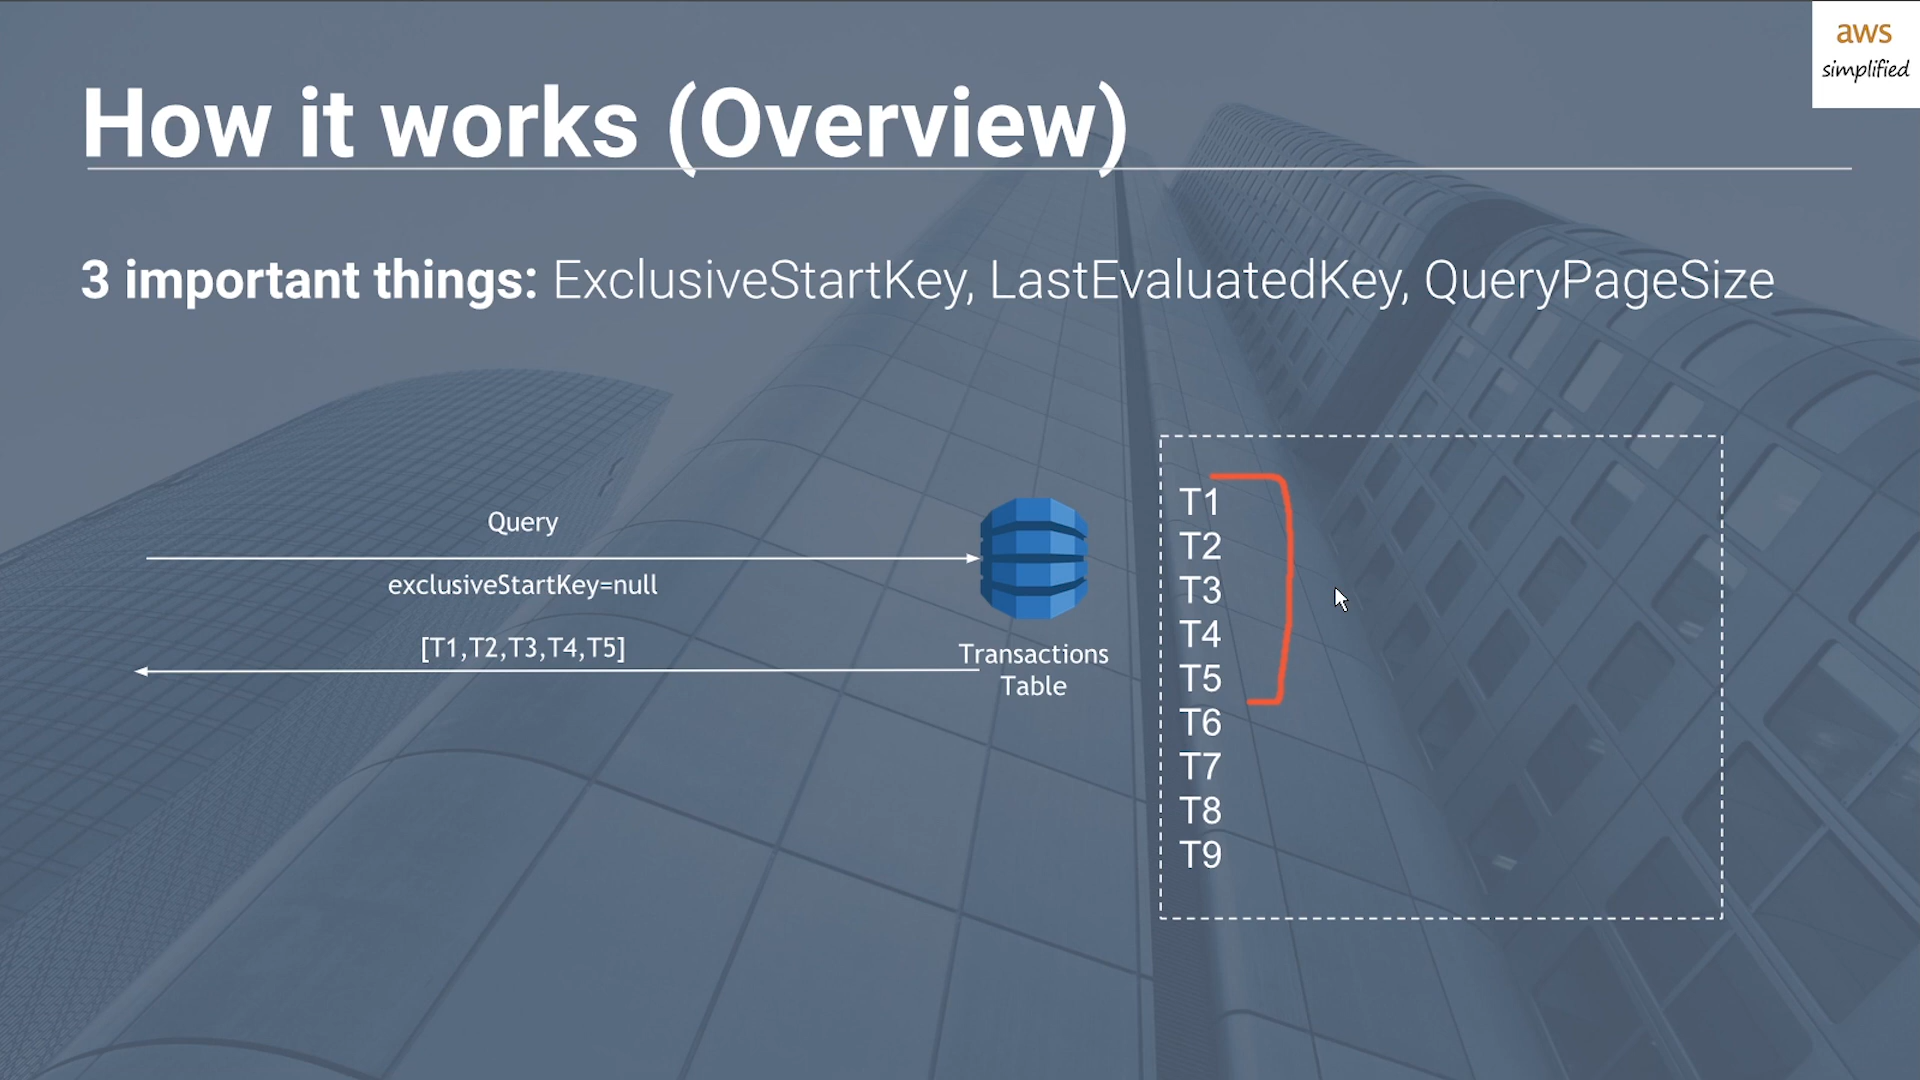 aws
simplified
How it works (Overview)
3 important things: ExclusiveStartKey, LastEvaluatedKey, QueryPageSize
Query
exclusiveStartKey=null
[T1,T2,T3,T4,T5]
Transactions
Table
T1
T2
T3
T4
T5
T6
T7
T8
T9